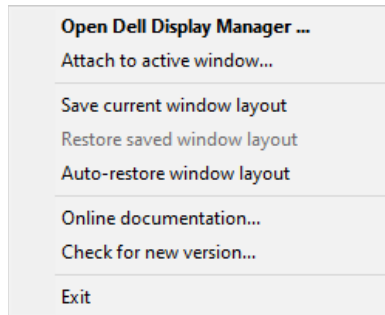 Open Dell Display Manager ...
Attach to active window...
Save current window layout
Restore saved window layout
Auto-restore window layout
Online documentation...
Check for new version...
Exit